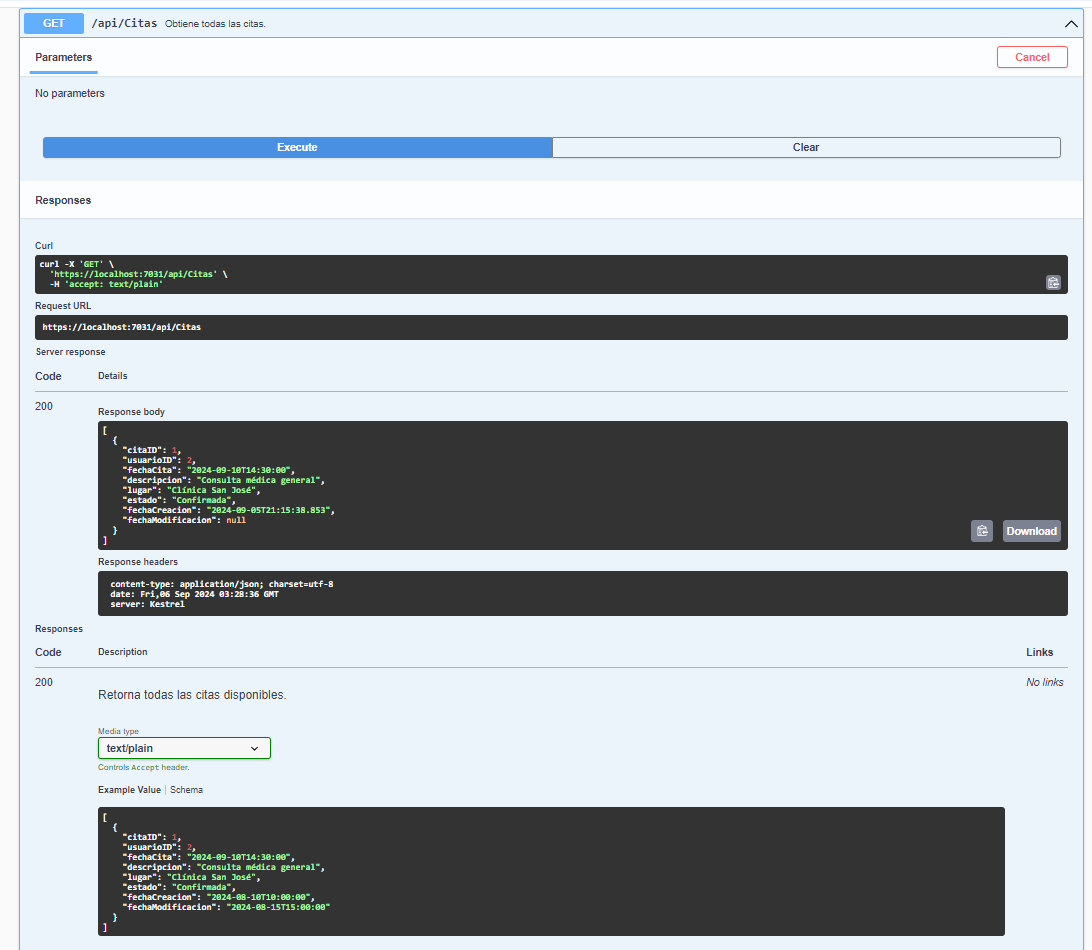 GET /api/Citas Obtiene todas las citas.
Parameters
Cancel
No parameters
Execute
Clear
Responses
Curl
curl -X 'GET' \
  'https://localhost:7031/api/Citas' \
  -H 'accept: text/plain'
Request URL
https://localhost:7031/api/Citas
Server response
Code Details
200
Response body
[
  {
    "citaID": 1,
    "usuarioID": 2,
    "fechaCita": "2024-09-10T14:30:00",
    "descripcion": "Consulta médica general",
    "lugar": "Clínica San José",
    "estado": "Confirmada",
    "fechaCreacion": "2024-09-05T21:15:38.853",
    "fechaModificacion": null
  }
]
Download
Response headers
content-type: application/json; charset=utf-8
date: Fri,06 Sep 2024 03:28:36 GMT
server: Kestrel
Responses
Code Description Links
200
No links
Retorna todas las citas disponibles.
Media type
text/plain
Controls Accept header.
Example Value | Schema
[
  {
    "citaID": 1,
    "usuarioID": 2,
    "fechaCita": "2024-09-10T14:30:00",
    "descripcion": "Consulta médica general",
    "lugar": "Clínica San José",
    "estado": "Confirmada",
    "fechaCreacion": "2024-08-10T10:00:00",
    "fechaModificacion": "2024-08-15T15:00:00"
  }
]